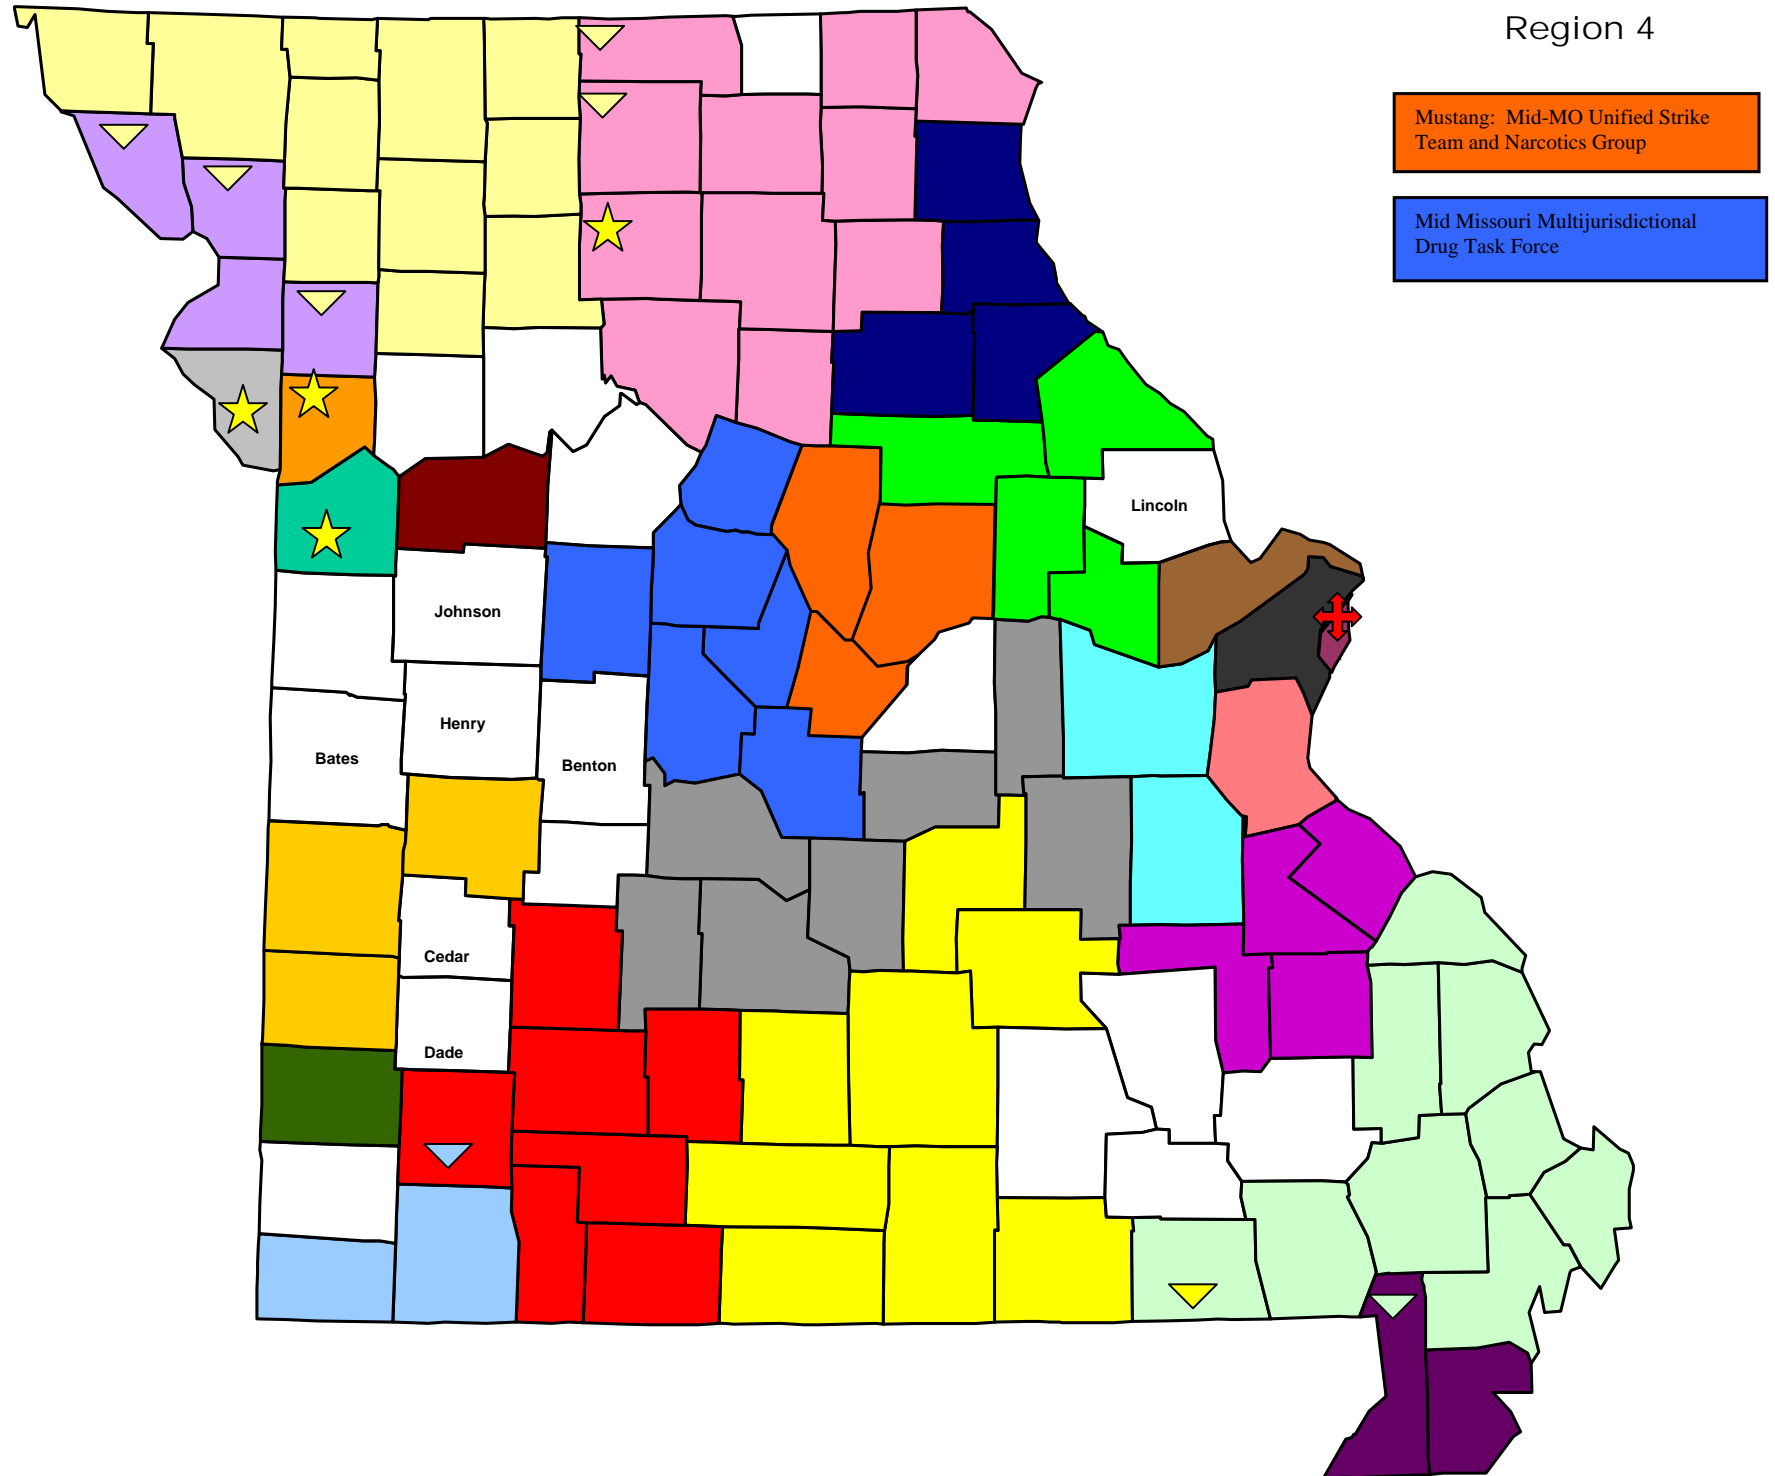 Region 4
Mustang: Mid-MO Unified Strike
Team and Narcotics Group
Mid Missouri Multijurisdictional
Drug Task Force
Lincoln
Johnson
Henry
Bates
Benton
Cedar
Dade